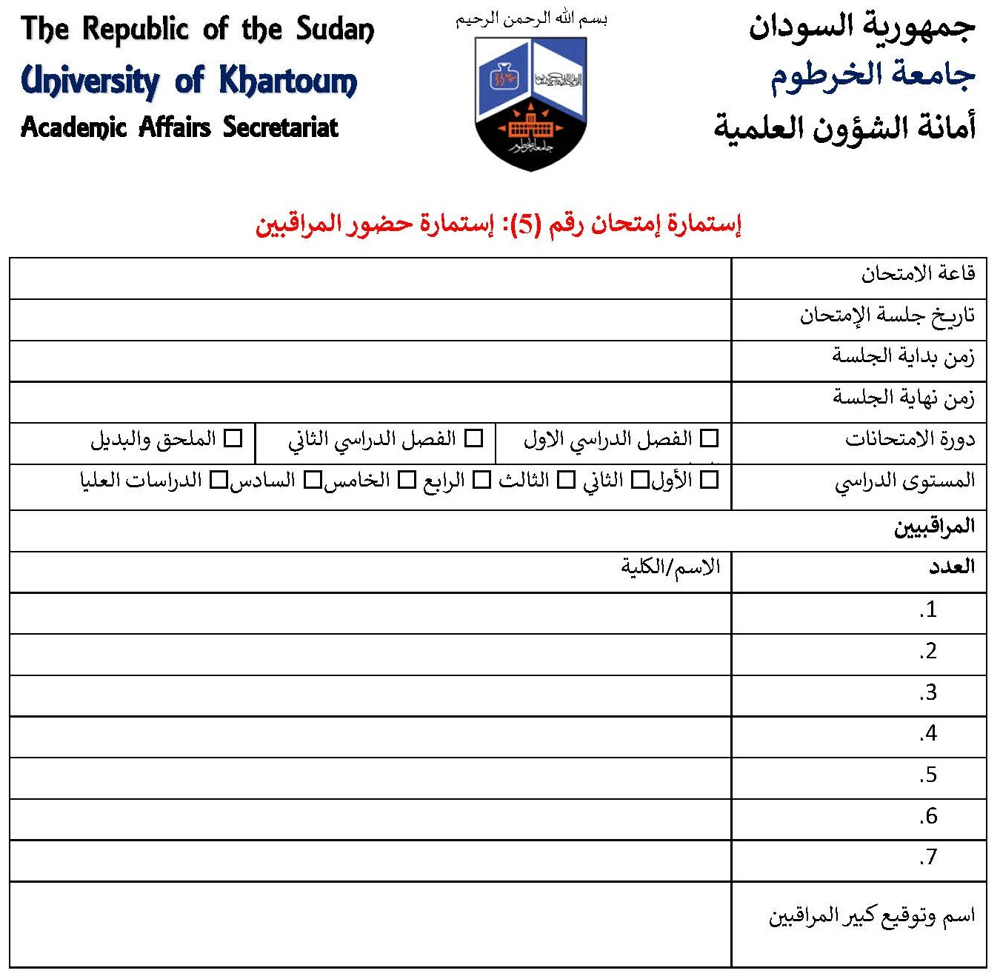 The Republic of the Sudan
University of Khartoum
Academic Affairs Secretariat
بسم الله الرحمن الرحيم
جامعة الخرطوم
جمهورية السودان
جامعة الخرطوم
أمانة الشؤون العلمية
إستمارة إمتحان رقم (5): إستمارة حضور المراقبين
قاعة الامتحان
تاريخ جلسة الإمتحان
زمن بداية الجلسة
زمن نهاية الجلسة
دورة الامتحانات ☐ الفصل الدراسي الاول ☐ الفصل الدراسي الثاني ☐ الملحق والبديل
المستوى الدراسي ☐ الأول☐ الثاني ☐ الثالث ☐ الرابع ☐ الخامس☐ السادس☐ الدراسات العليا
المراقبيين
العدد الاسم/الكلية
1.
2.
3.
4.
5.
6.
7.
اسم وتوقيع كبير المراقبين